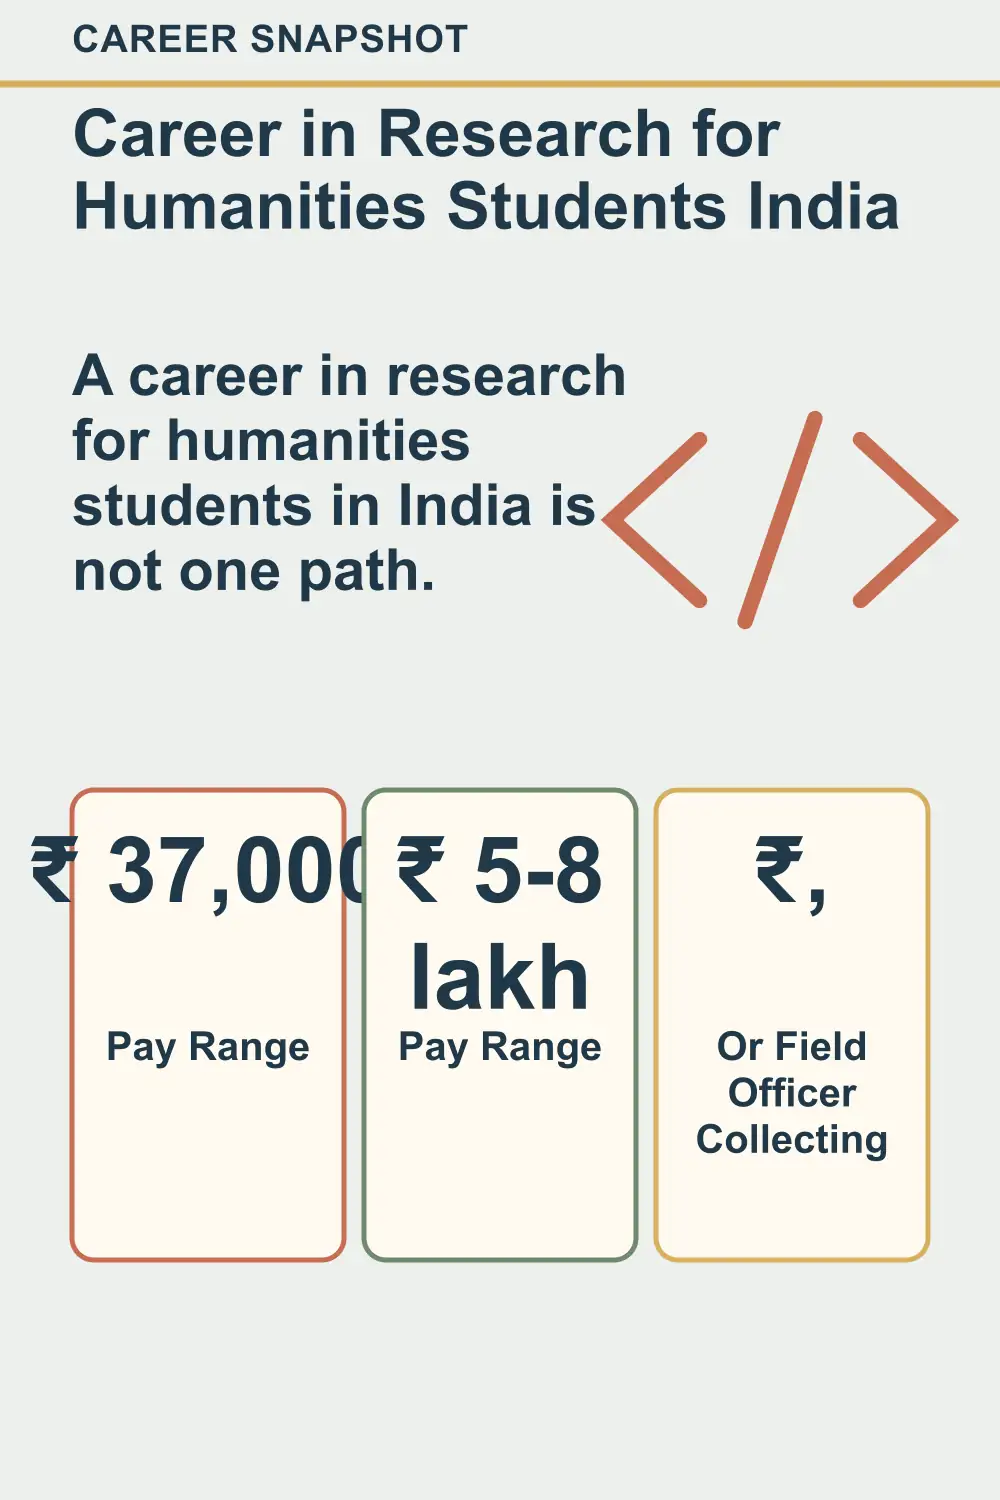 CAREER SNAPSHOT
Career in Research for
Humanities Students India
A career in research
for humanities
students in India is
not one path.
₹ 37,000
Pay Range
₹ 5-8
lakh
Pay Range
₹,
Or Field
Officer
Collecting